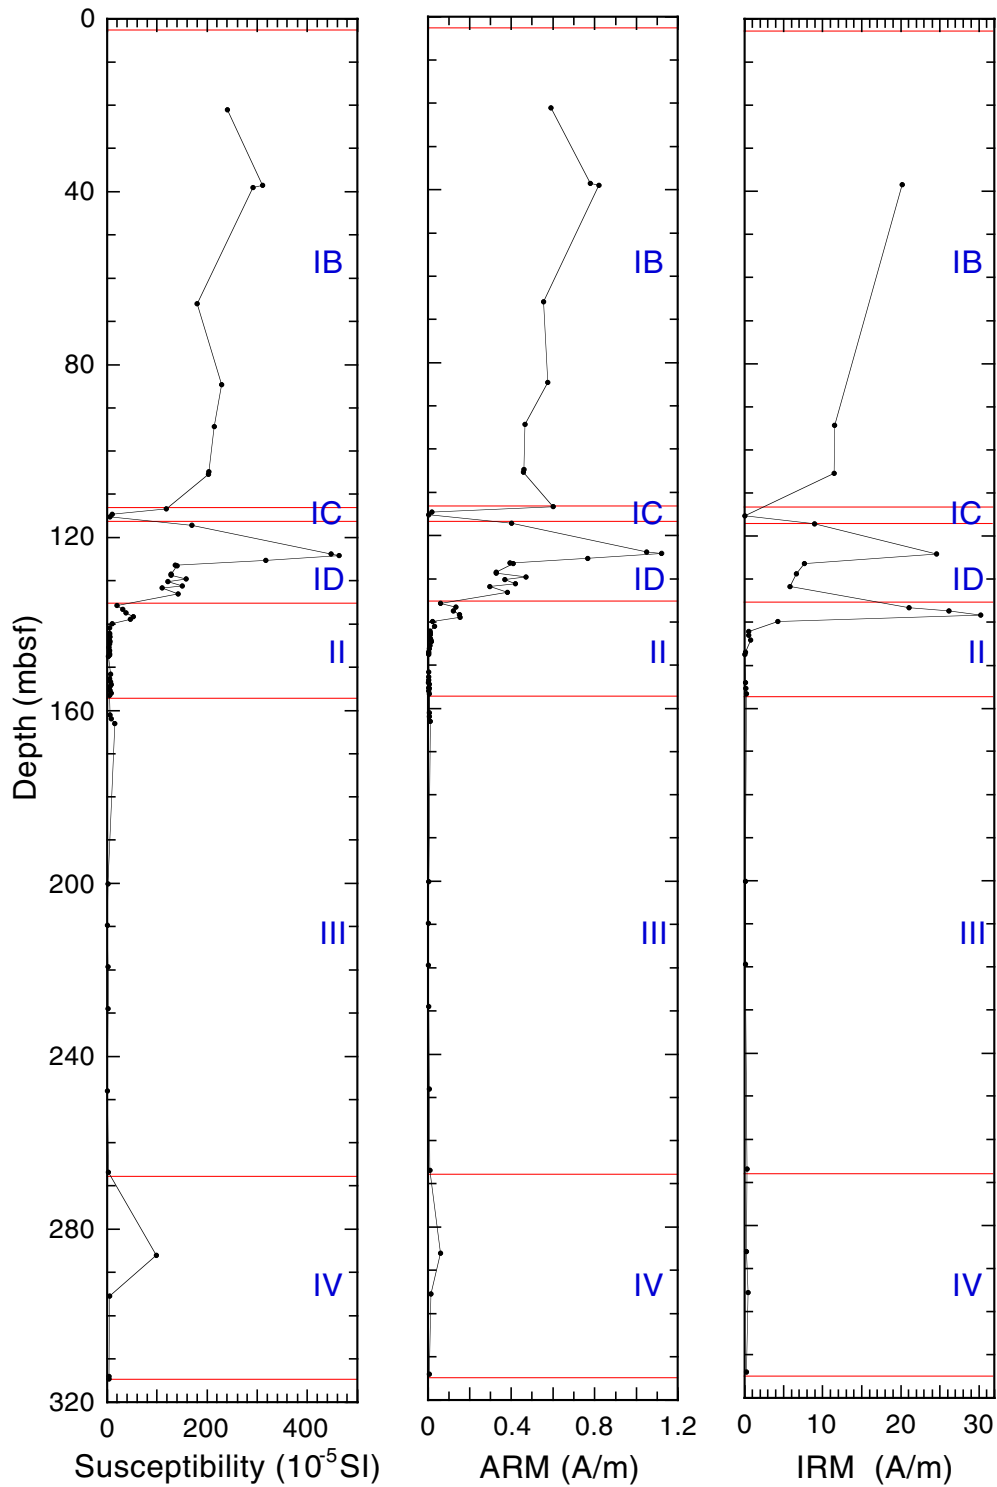 0
40
80
120
160
200
240
280
320
Depth (mbsf)
IB
IC
ID
II
III
IV
0 200 400
Susceptibility (10⁻⁵SI)
IB
IC
ID
II
III
IV
0 0.4 0.8 1.2
ARM (A/m)
IB
IC
ID
II
III
IV
0 10 20 30
IRM (A/m)